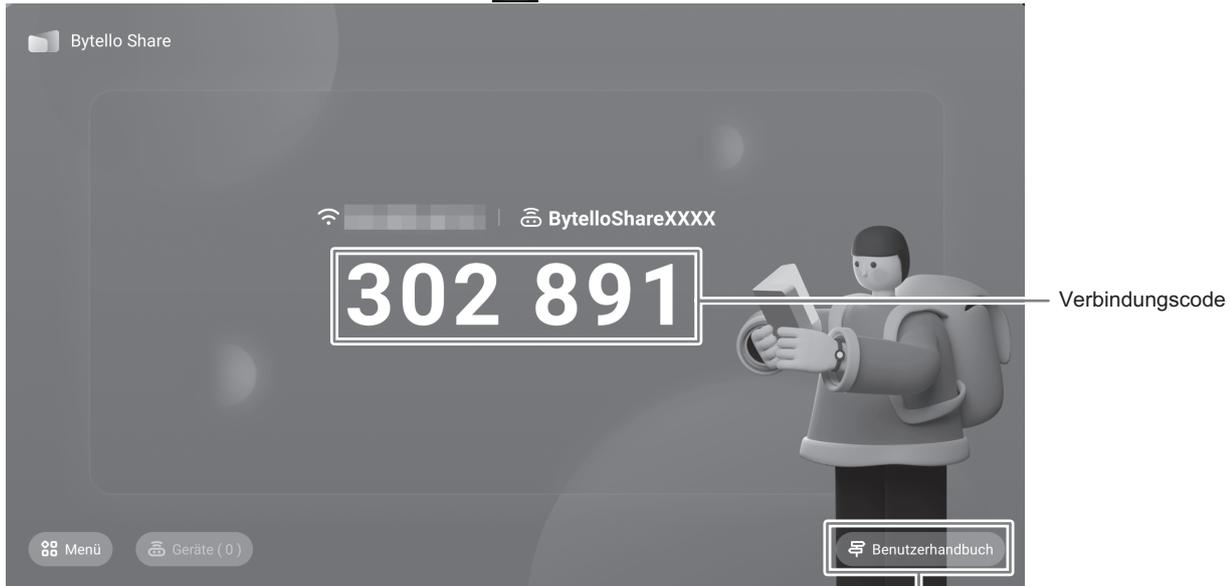 Bytello Share
BytelloShareXXXX
302 891
Verbindungscode
Menü
Geräte ( 0 )
Benutzerhandbuch